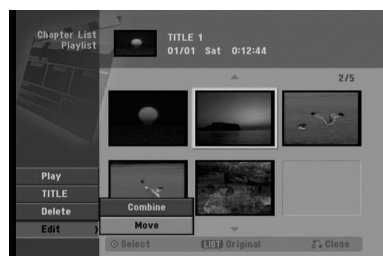 Chapter List
Playlist
TITLE 1
01/01 Sat 0:12:44
2/5
Play
TITLE
Delete
Edit
Combine
Move
Select
LIST Original
Close